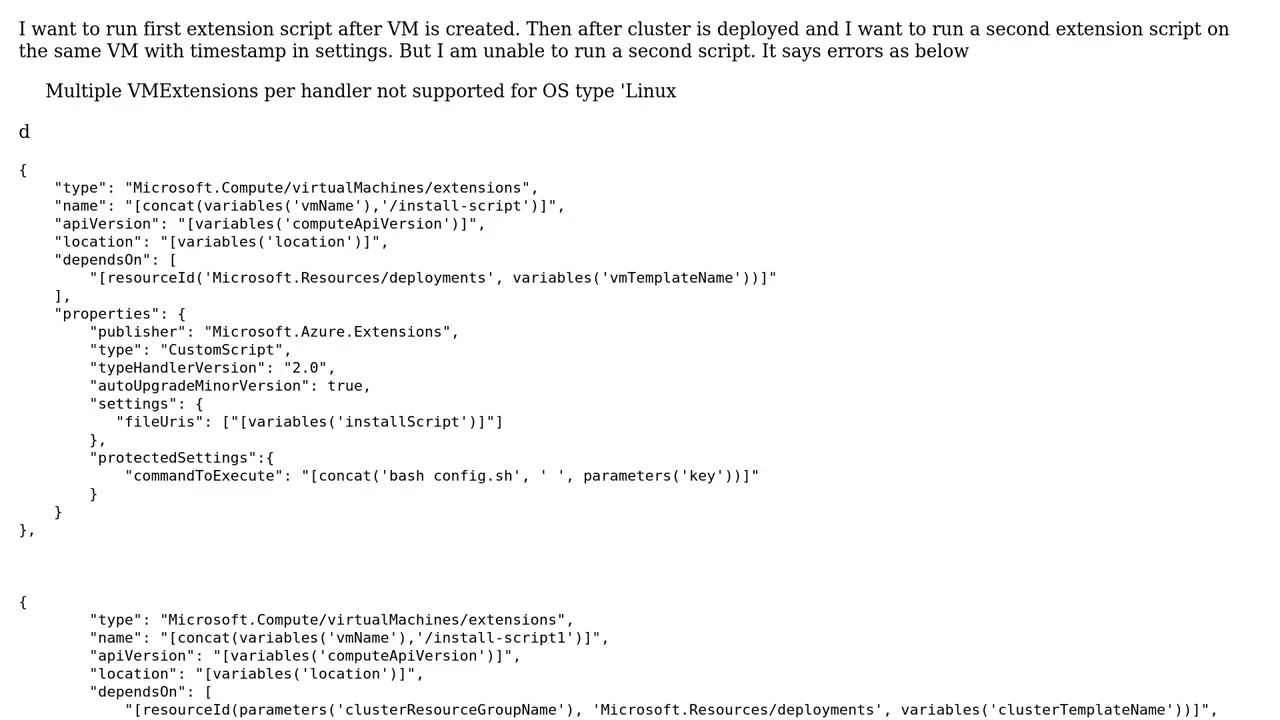 I want to run first extension script after VM is created. Then after cluster is deployed and I want to run a second extension script on
the same VM with timestamp in settings. But I am unable to run a second script. It says errors as below
Multiple VMExtensions per handler not supported for OS type 'Linux
d
{
    "type": "Microsoft.Compute/virtualMachines/extensions",
    "name": "[concat(variables('vmName'),'/install-script')]",
    "apiVersion": "[variables('computeApiVersion')]",
    "location": "[variables('location')]",
    "dependsOn": [
        "[resourceId('Microsoft.Resources/deployments', variables('vmTemplateName'))]"
    ],
    "properties": {
        "publisher": "Microsoft.Azure.Extensions",
        "type": "CustomScript",
        "typeHandlerVersion": "2.0",
        "autoUpgradeMinorVersion": true,
        "settings": {
           "fileUris": ["[variables('installScript')]"]
        },
        "protectedSettings":{
            "commandToExecute": "[concat('bash config.sh', ' ', parameters('key'))]"
        }
    }
},
{
        "type": "Microsoft.Compute/virtualMachines/extensions",
        "name": "[concat(variables('vmName'),'/install-script1')]",
        "apiVersion": "[variables('computeApiVersion')]",
        "location": "[variables('location')]",
        "dependsOn": [
            "[resourceId(parameters('clusterResourceGroupName'), 'Microsoft.Resources/deployments', variables('clusterTemplateName'))]",